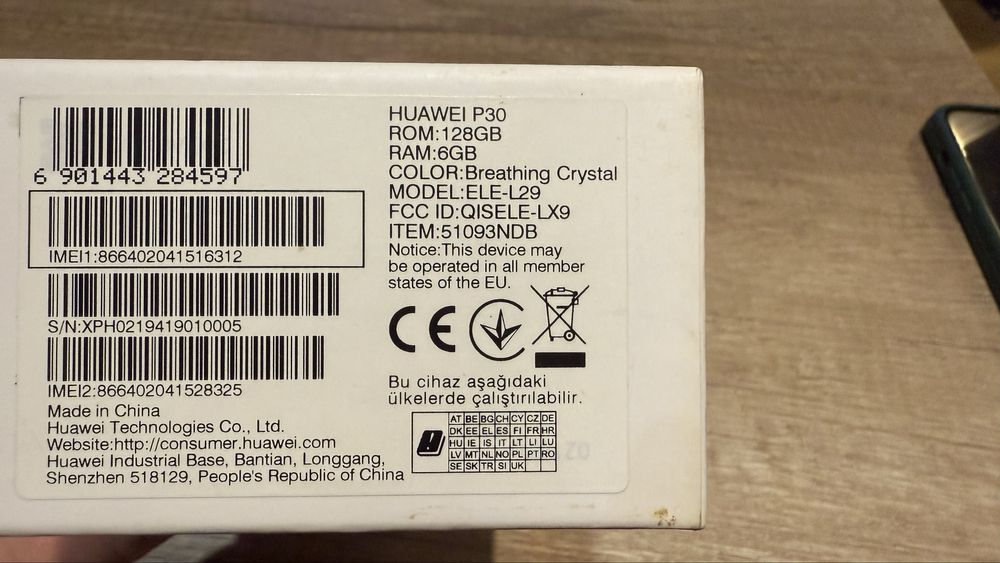 6 901443 284597
IMEI1:866402041516312
S/N:XPH0219419010005
IMEI2:866402041528325
Made in China
Huawei Technologies Co., Ltd.
Website:http://consumer.huawei.com
Huawei Industrial Base, Bantian, Longgang,
Shenzhen 518129, People's Republic of China
HUAWEI P30
ROM:128GB
RAM:6GB
COLOR:Breathing Crystal
MODEL:ELE-L29
FCC ID:QISELE-LX9
ITEM:51093NDB
Notice:This device may
be operated in all member
states of the EU.
CE
Bu cihaz aşağıdaki
ülkelerde çalıştırılabilir.
AT BE BG CH CY CZ DE
DK EE EL ES FI FR HR
HU IE IS IT LT LI LU
LV MT NL NO PL PT RO
SE SK TR SI UK